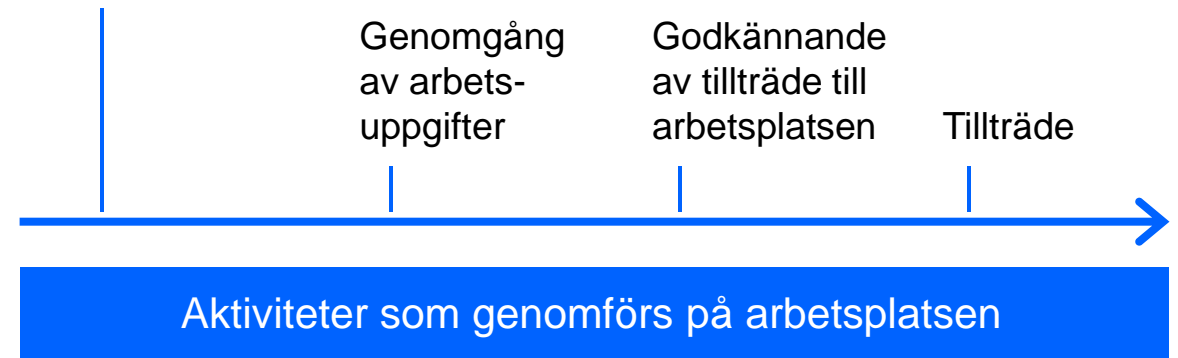 Genomgång
av arbets-
uppgifter
Godkännande
av tillträde till
arbetsplatsen
Tillträde
Aktiviteter som genomförs på arbetsplatsen